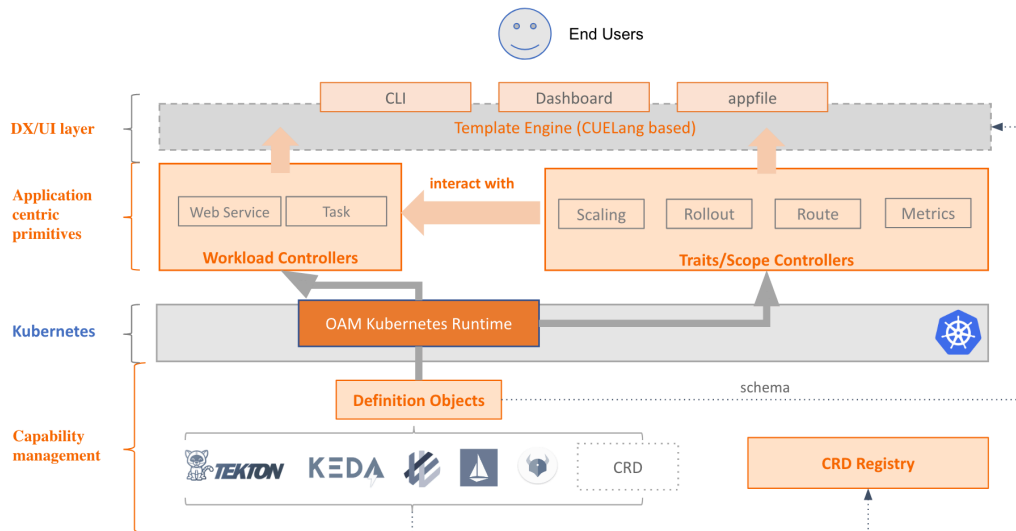 End Users
CLI
Dashboard
appfile
DX/UI layer
Template Engine (CUELang based)
Application
centric
primitives
interact with
Web Service
Task
Scaling
Rollout
Route
Metrics
Workload Controllers
Traits/Scope Controllers
Kubernetes
OAM Kubernetes Runtime
Definition Objects
schema
Capability
management
TEKTON
KEDA
CRD
CRD Registry